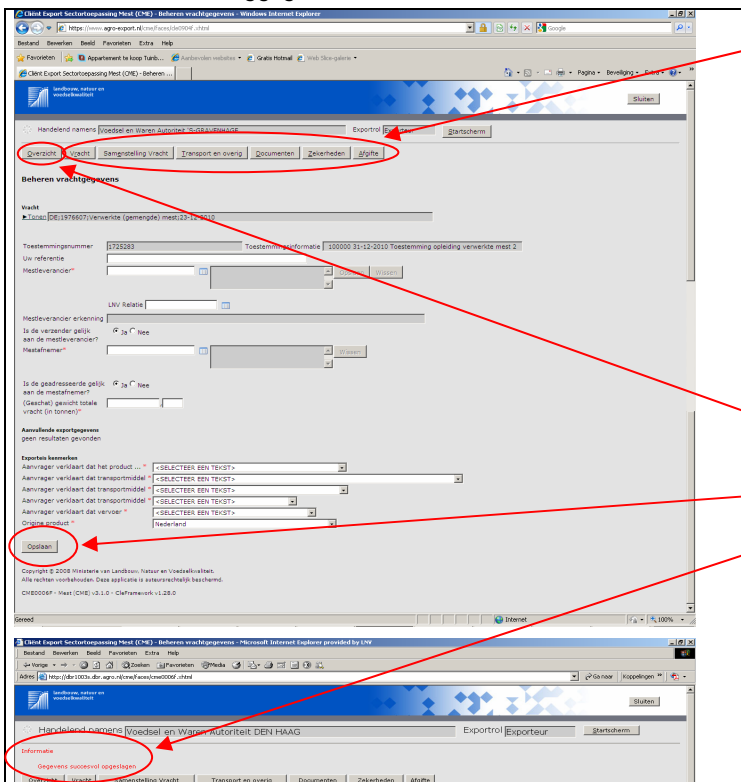 Cliënt Export Sectortoepassing Mest (CME) - Beheren vrachtgegevens - Windows Internet Explorer
https://www.agro-export.nl/cme/faces/cle0904f.xhtml
Google
Bestand Bewerken Beeld Favorieten Extra Help
Favorieten Appartement te koop Tuinb... Aanbevolen websites Gratis Hotmail Web Slice-galerie
Cliënt Export Sectortoepassing Mest (CME) - Beheren ... Pagina Beveiliging Extra
landbouw, natuur en
voedselkwaliteit
Sluiten
Handelend namens Voedsel en Waren Autoriteit 'S-GRAVENHAGE Exportrol Exporteur Startscherm
Overzicht Vracht Samenstelling Vracht Transport en overig Documenten Zekerheden Afgifte
Beheren vrachtgegevens
Vracht
Tonen DE;1976607;Verwerkte (gemengde) mest;23-12-2010
Toestemmingsnummer 1725283 Toestemmingsinformatie 100000 31-12-2010 Toestemming opleiding verwerkte mest 2
Uw referentie
Mestleverancier* Opslaan Wissen
LNV Relatie
Mestleverancier erkenning
Is de verzender gelijk
aan de mestleverancier? Ja Nee
Mestafnemer* Wissen
Is de geadresseerde gelijk
aan de mestafnemer? Ja Nee
(Geschat) gewicht totale
vracht (in tonnen)* ,
Aanvullende exportgegevens
geen resultaten gevonden
Exporteis kenmerken
Aanvrager verklaart dat het product ... * <SELECTEER EEN TEKST>
Aanvrager verklaart dat transportmiddel * <SELECTEER EEN TEKST>
Aanvrager verklaart dat transportmiddel * <SELECTEER EEN TEKST>
Aanvrager verklaart dat transportmiddel * <SELECTEER EEN TEKST>
Aanvrager verklaart dat vervoer * <SELECTEER EEN TEKST>
Origine product * Nederland
Opslaan
Copyright © 2008 Ministerie van Landbouw, Natuur en Voedselkwaliteit.
Alle rechten voorbehouden. Deze applicatie is auteursrechtelijk beschermd.
CME0006F - Mest (CME) v3.1.0 - CleFramework v1.28.0
Gereed Internet 100%
Cliënt Export Sectortoepassing Mest (CME) - Beheren vrachtgegevens - Microsoft Internet Explorer provided by LNV
Bestand Bewerken Beeld Favorieten Extra Help
Vorige Zoeken Favorieten Media
Adres http://dbr1003x.dbr.agro.nl/cme/faces/cme0006f.xhtml Ga naar Koppelingen
landbouw, natuur en
voedselkwaliteit
Sluiten
Handelend namens Voedsel en Waren Autoriteit DEN HAAG Exportrol Exporteur Startscherm
Informatie
Gegevens succesvol opgeslagen
Overzicht Vracht Samenstelling Vracht Transport en overig Documenten Zekerheden Afgifte